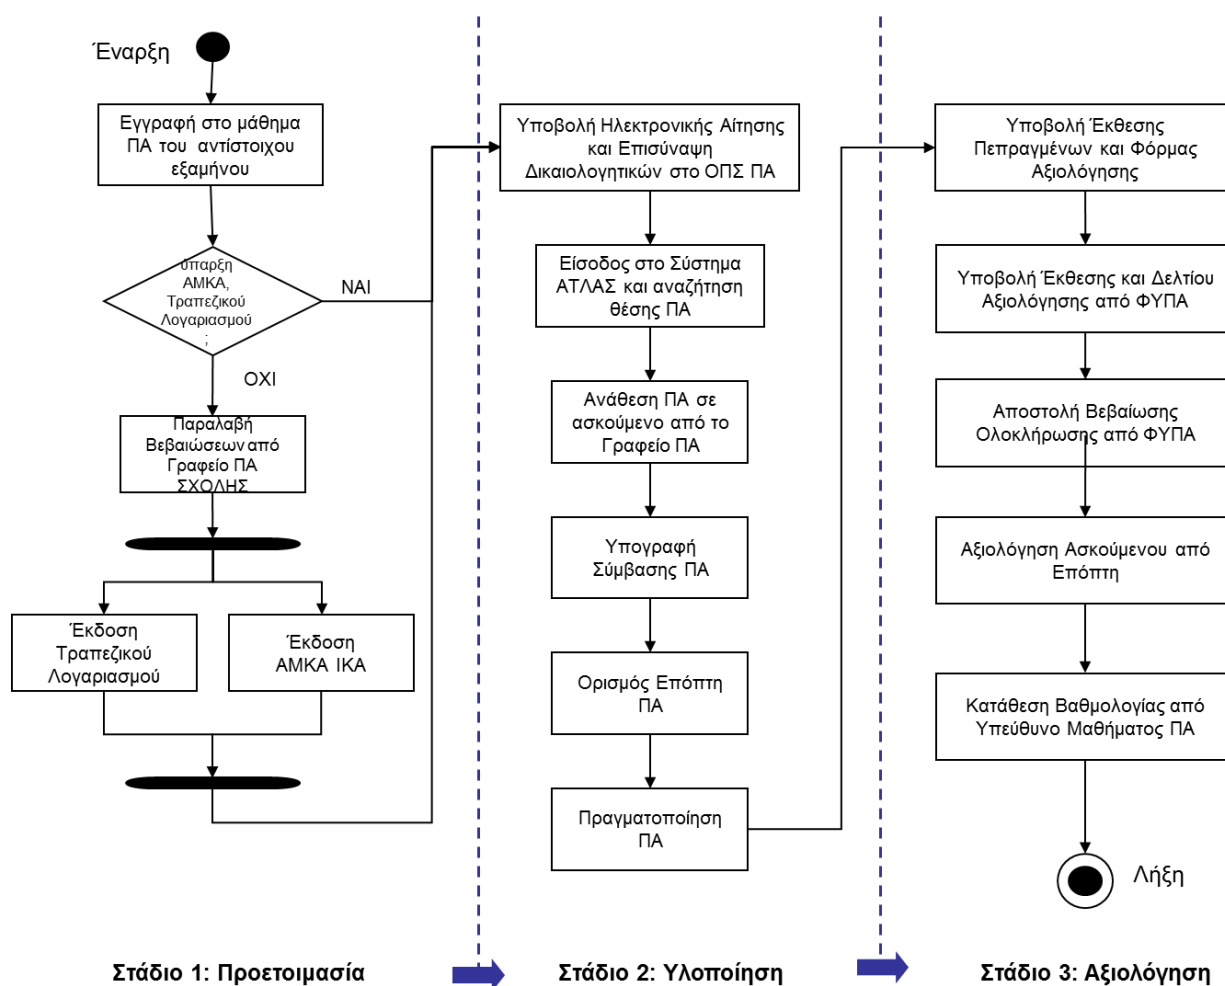 Έναρξη
Εγγραφή στο μάθημα
ΠΑ του αντίστοιχου
εξαμήνου
ύπαρξη
ΑΜΚΑ,
Τραπεζικού
Λογαριασμού
;
ΝΑΙ
ΟΧΙ
Παραλαβή
Βεβαιώσεων από
Γραφείο ΠΑ
ΣΧΟΛΗΣ
Έκδοση
Τραπεζικού
Λογαριασμού
Έκδοση
ΑΜΚΑ ΙΚΑ
Υποβολή Ηλεκτρονικής Αίτησης
και Επισύναψη
Δικαιολογητικών στο ΟΠΣ ΠΑ
Είσοδος στο Σύστημα
ΑΤΛΑΣ και αναζήτηση
θέσης ΠΑ
Ανάθεση ΠΑ σε
ασκούμενο από το
Γραφείο ΠΑ
Υπογραφή
Σύμβασης ΠΑ
Ορισμός Επόπτη
ΠΑ
Πραγματοποίηση
ΠΑ
Υποβολή Έκθεσης
Πεπραγμένων και Φόρμας
Αξιολόγησης
Υποβολή Έκθεσης και Δελτίου
Αξιολόγησης από ΦΥΠΑ
Αποστολή Βεβαίωσης
Ολοκλήρωσης από ΦΥΠΑ
Αξιολόγηση Ασκούμενου από
Επόπτη
Κατάθεση Βαθμολογίας από
Υπεύθυνο Μαθήματος ΠΑ
Λήξη
Στάδιο 1: Προετοιμασία
Στάδιο 2: Υλοποίηση
Στάδιο 3: Αξιολόγηση